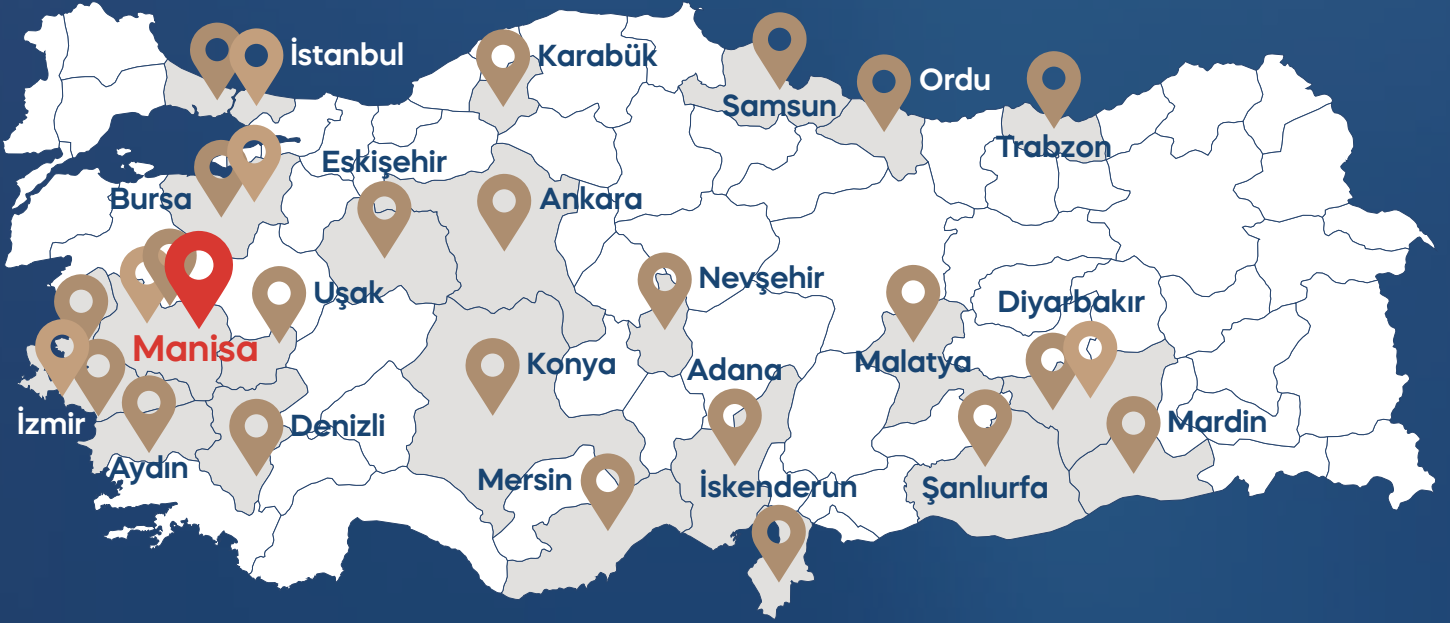 İstanbul
Karabük
Samsun
Ordu
Trabzon
Eskişehir
Bursa
Ankara
Uşak
Nevşehir
Diyarbakır
Manisa
Konya
Adana
Malatya
İzmir
Denizli
Mardin
Aydın
Mersin
İskenderun
Şanlıurfa